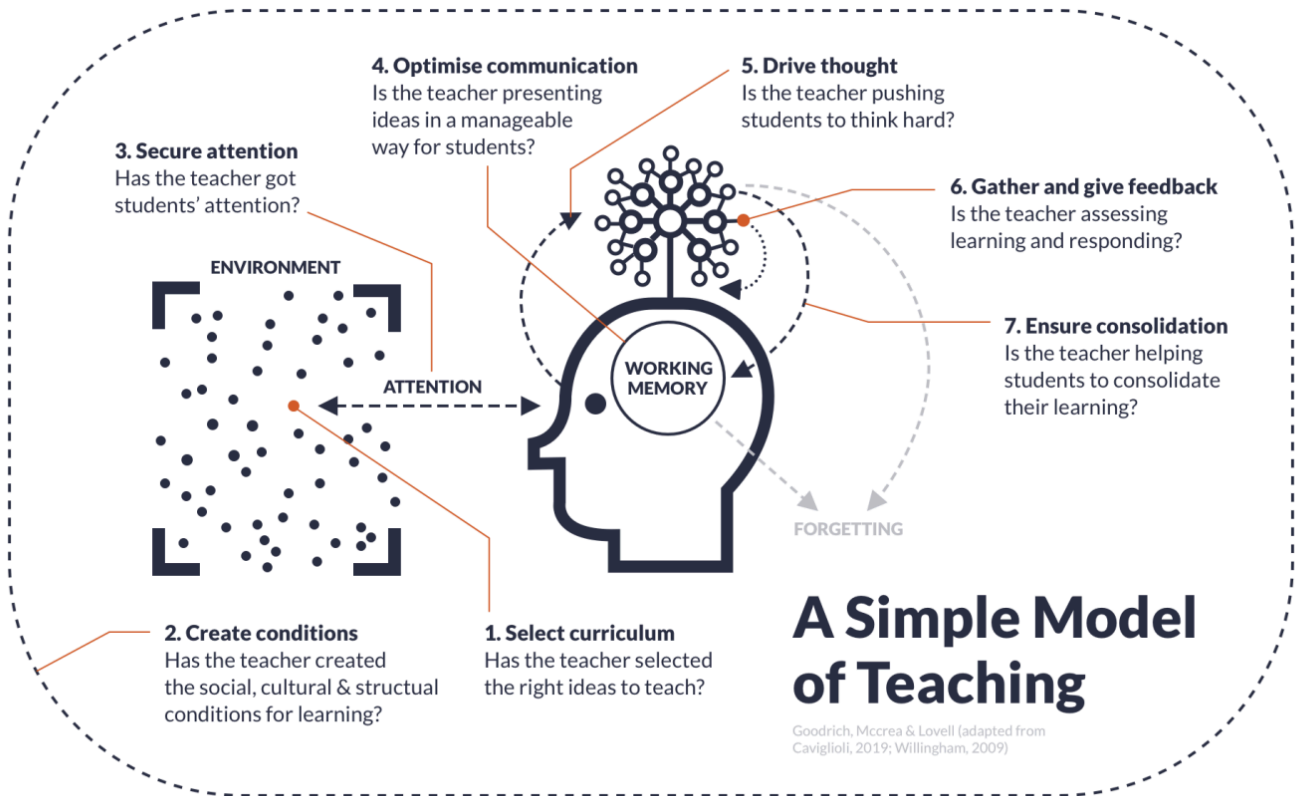 4. Optimise communication
Is the teacher presenting
ideas in a manageable
way for students?
5. Drive thought
Is the teacher pushing
students to think hard?
3. Secure attention
Has the teacher got
students’ attention?
6. Gather and give feedback
Is the teacher assessing
learning and responding?
ENVIRONMENT
7. Ensure consolidation
Is the teacher helping
students to consolidate
their learning?
ATTENTION
WORKING
MEMORY
FORGETTING
2. Create conditions
Has the teacher created
the social, cultural & structual
conditions for learning?
1. Select curriculum
Has the teacher selected
the right ideas to teach?
A Simple Model
of Teaching
Goodrich, Mccrea & Lovell (adapted from
Caviglioli, 2019; Willingham, 2009)